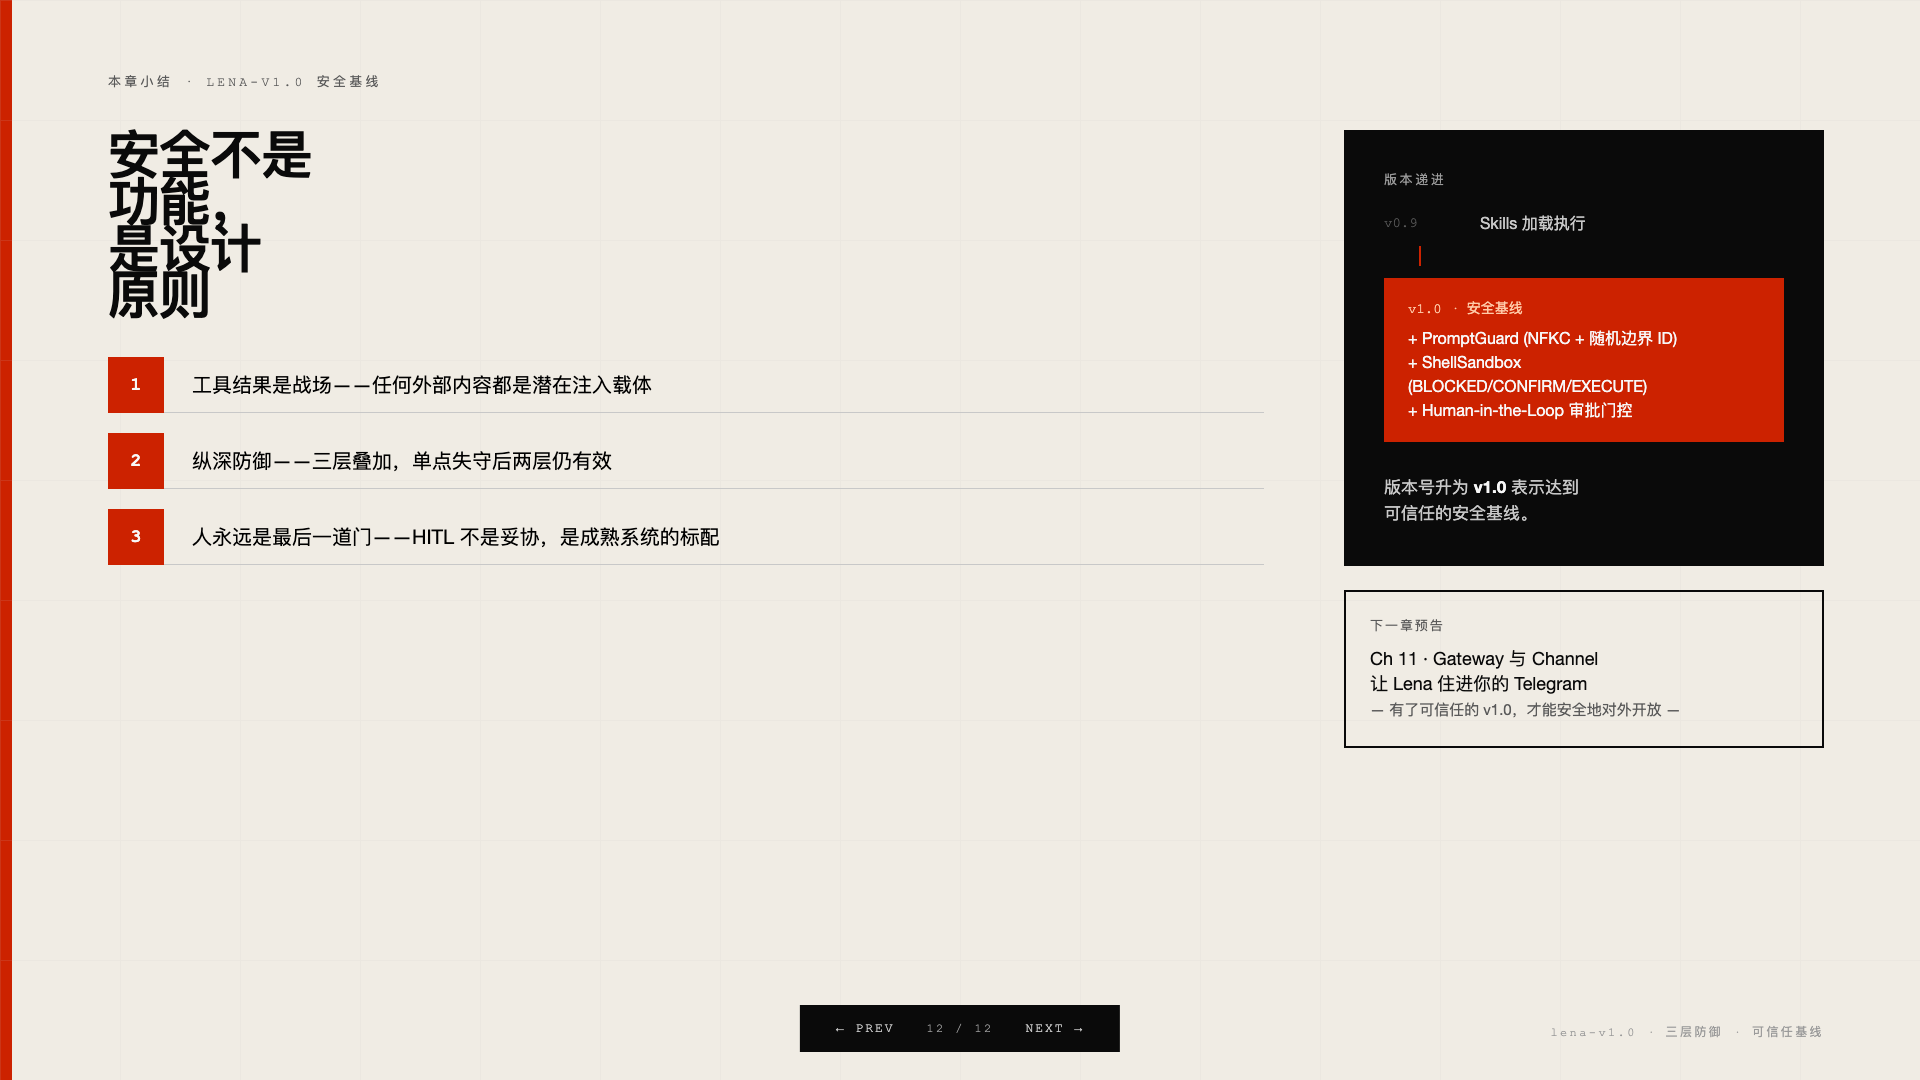 本章小结 · LENA-V1.0 安全基线
安全不是
功能，
是设计
原则
1 工具结果是战场——任何外部内容都是潜在注入载体
2 纵深防御——三层叠加，单点失守后两层仍有效
3 人永远是最后一道门——HITL 不是妥协，是成熟系统的标配
版本递进
v0.9 Skills 加载执行
v1.0 · 安全基线
+ PromptGuard (NFKC + 随机边界 ID)
+ ShellSandbox
(BLOCKED/CONFIRM/EXECUTE)
+ Human-in-the-Loop 审批门控
版本号升为 v1.0 表示达到
可信任的安全基线。
下一章预告
Ch 11 · Gateway 与 Channel
让 Lena 住进你的 Telegram
— 有了可信任的 v1.0，才能安全地对外开放 —
← PREV 12 / 12 NEXT →
lena-v1.0 · 三层防御 · 可信任基线